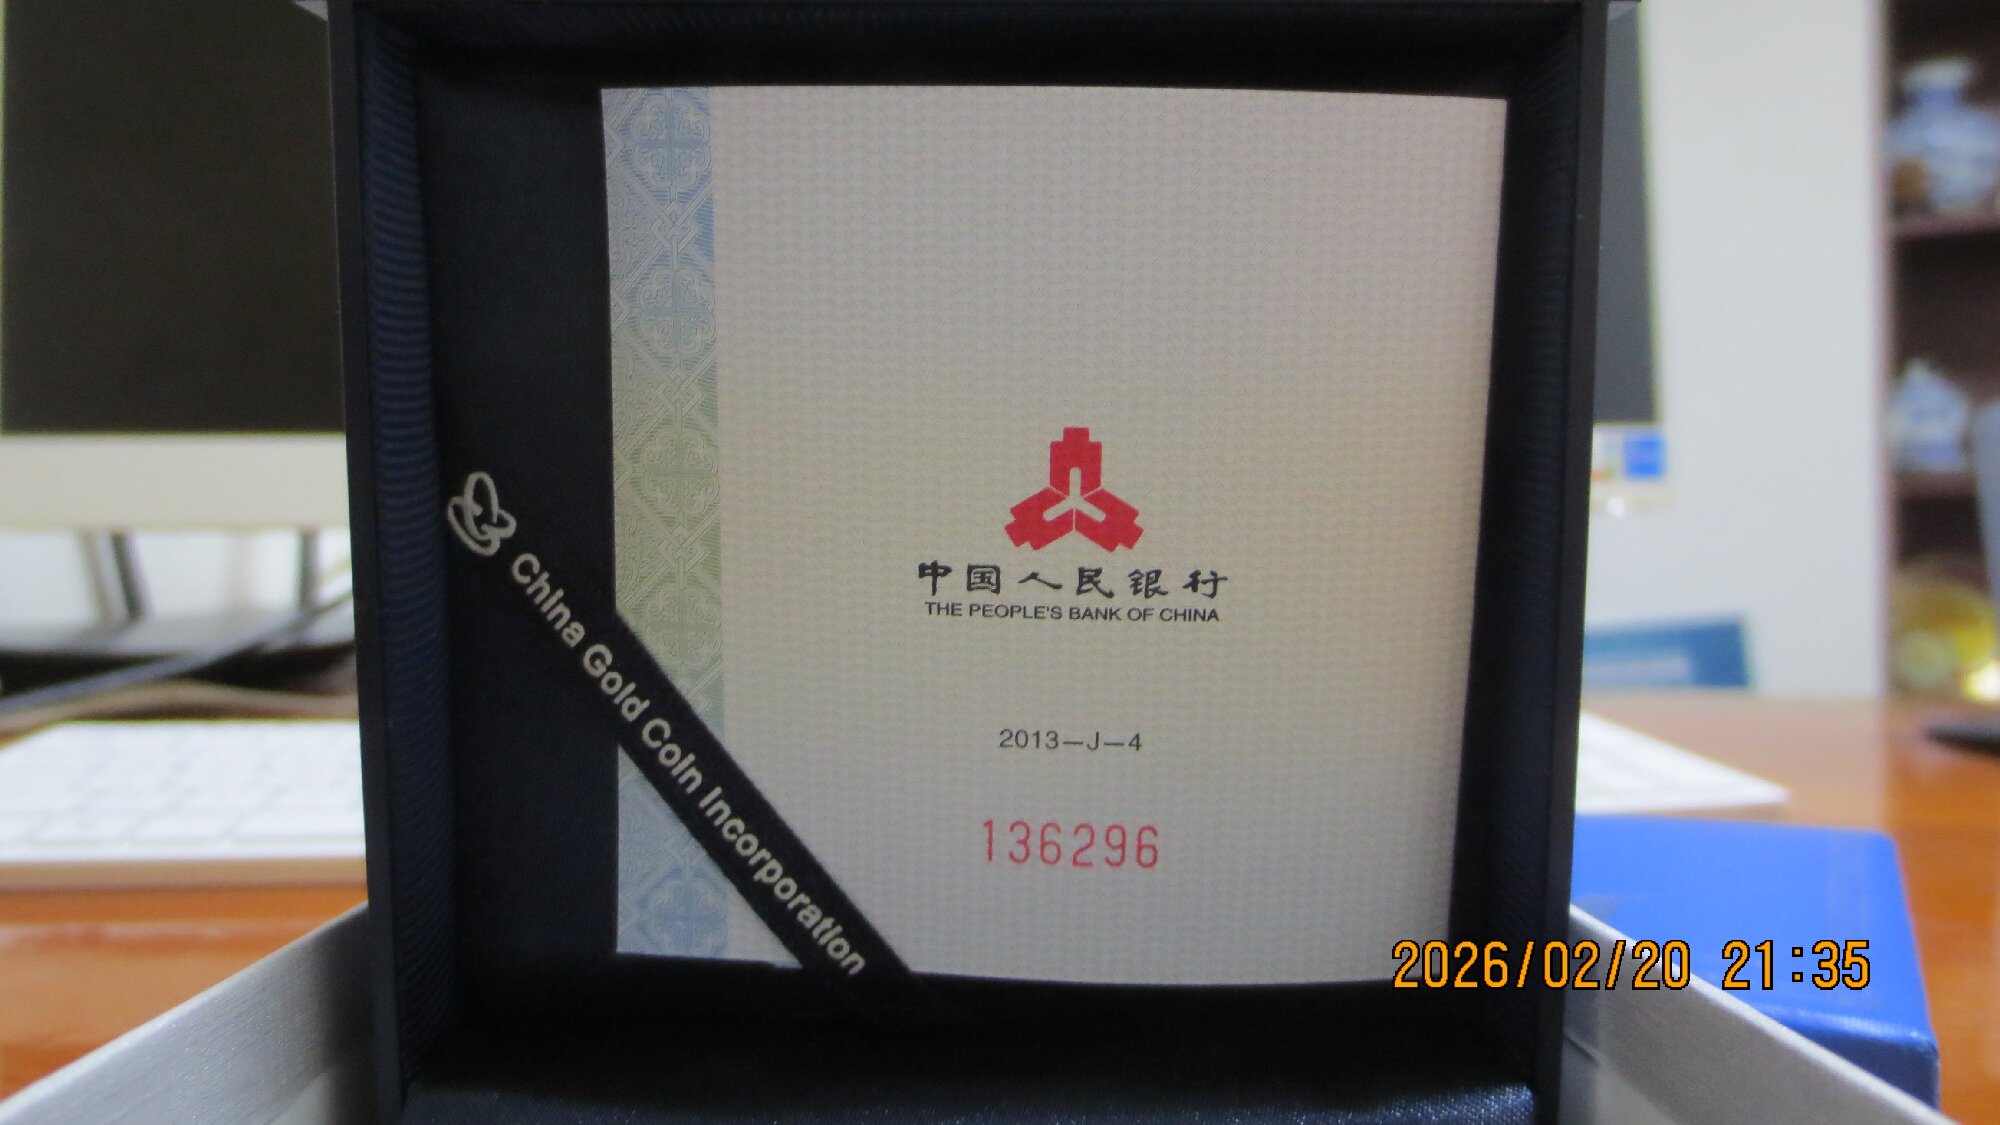 中国人民银行
THE PEOPLE'S BANK OF CHINA
2013-J-4
136296
China Gold Coin Incorporation
2026/02/20 21:35